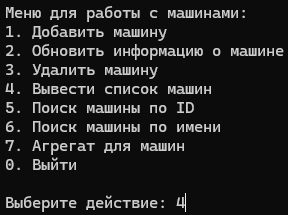 Меню для работы с машинами:
1. Добавить машину
2. Обновить информацию о машине
3. Удалить машину
4. Вывести список машин
5. Поиск машины по ID
6. Поиск машины по имени
7. Агрегат для машин
0. Выйти
Выберите действие: 4